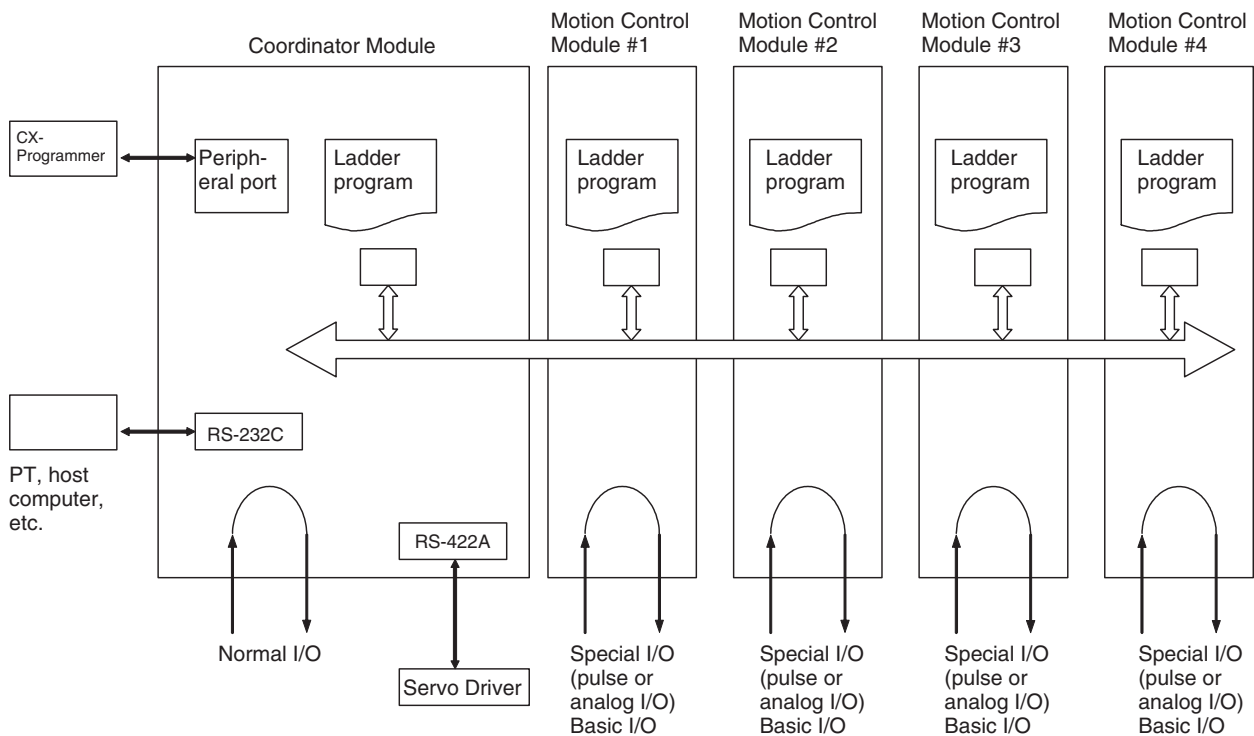 Coordinator Module
Motion Control
Module #1
Motion Control
Module #2
Motion Control
Module #3
Motion Control
Module #4
CX-
Programmer
Periph-
eral port
Ladder
program
Ladder
program
Ladder
program
Ladder
program
Ladder
program
RS-232C
PT, host
computer,
etc.
RS-422A
Normal I/O
Servo Driver
Special I/O
(pulse or
analog I/O)
Basic I/O
Special I/O
(pulse or
analog I/O)
Basic I/O
Special I/O
(pulse or
analog I/O)
Basic I/O
Special I/O
(pulse or
analog I/O)
Basic I/O